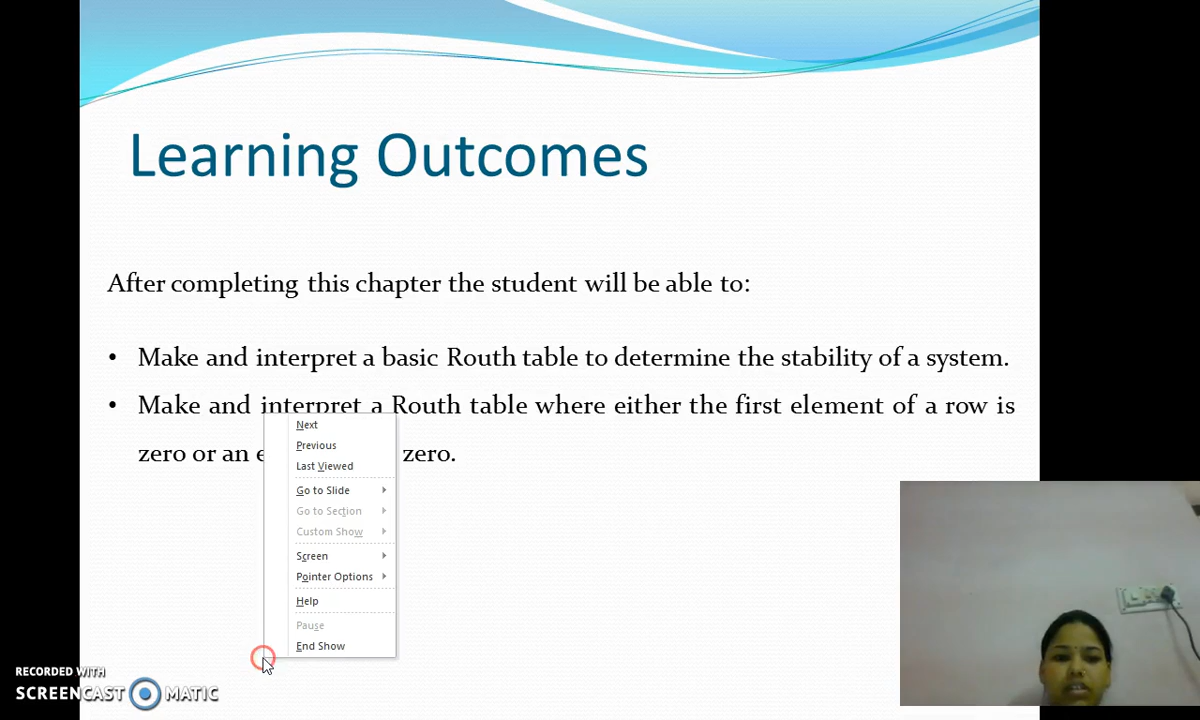 Learning Outcomes
After completing this chapter the student will be able to:
• Make and interpret a basic Routh table to determine the stability of a system.
• Make and interpret a Routh table where either the first element of a row is
zero or an e zero.
Next
Previous
Last Viewed
Go to Slide
Go to Section
Custom Show
Screen
Pointer Options
Help
Pause
End Show
RECORDED WITH
SCREENCAST MATIC